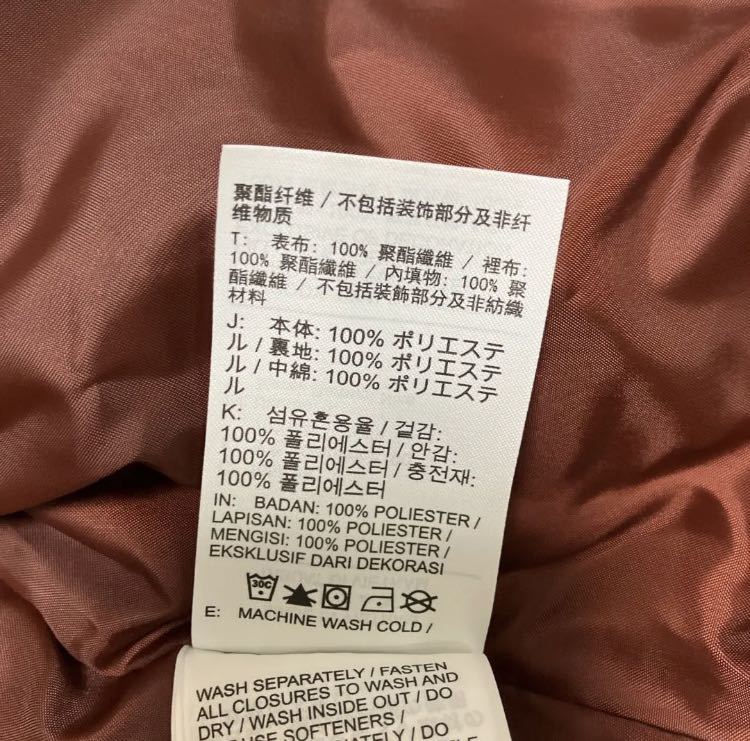 聚酯纤维 / 不包括装饰部分及非纤
维物质
T: 表布: 100% 聚酯纖維 / 裡布:
100% 聚酯纖維 / 內填物: 100% 聚
酯纖維 / 不包括裝飾部分及非紡織
材料
J: 本体: 100% ポリエステ
ル / 裏地: 100% ポリエステ
ル / 中綿: 100% ポリエステ
ル
K: 섬유혼용율 / 겉감:
100% 폴리에스터 / 안감:
100% 폴리에스터 / 충전재:
100% 폴리에스터
IN: BADAN: 100% POLIESTER /
LAPISAN: 100% POLIESTER /
MENGISI: 100% POLIESTER /
EKSKLUSIF DARI DEKORASI
30C
E: MACHINE WASH COLD /
WASH SEPARATELY / FASTEN
ALL CLOSURES TO WASH AND
DRY / WASH INSIDE OUT / DO
USE SOFTENERS /
DO